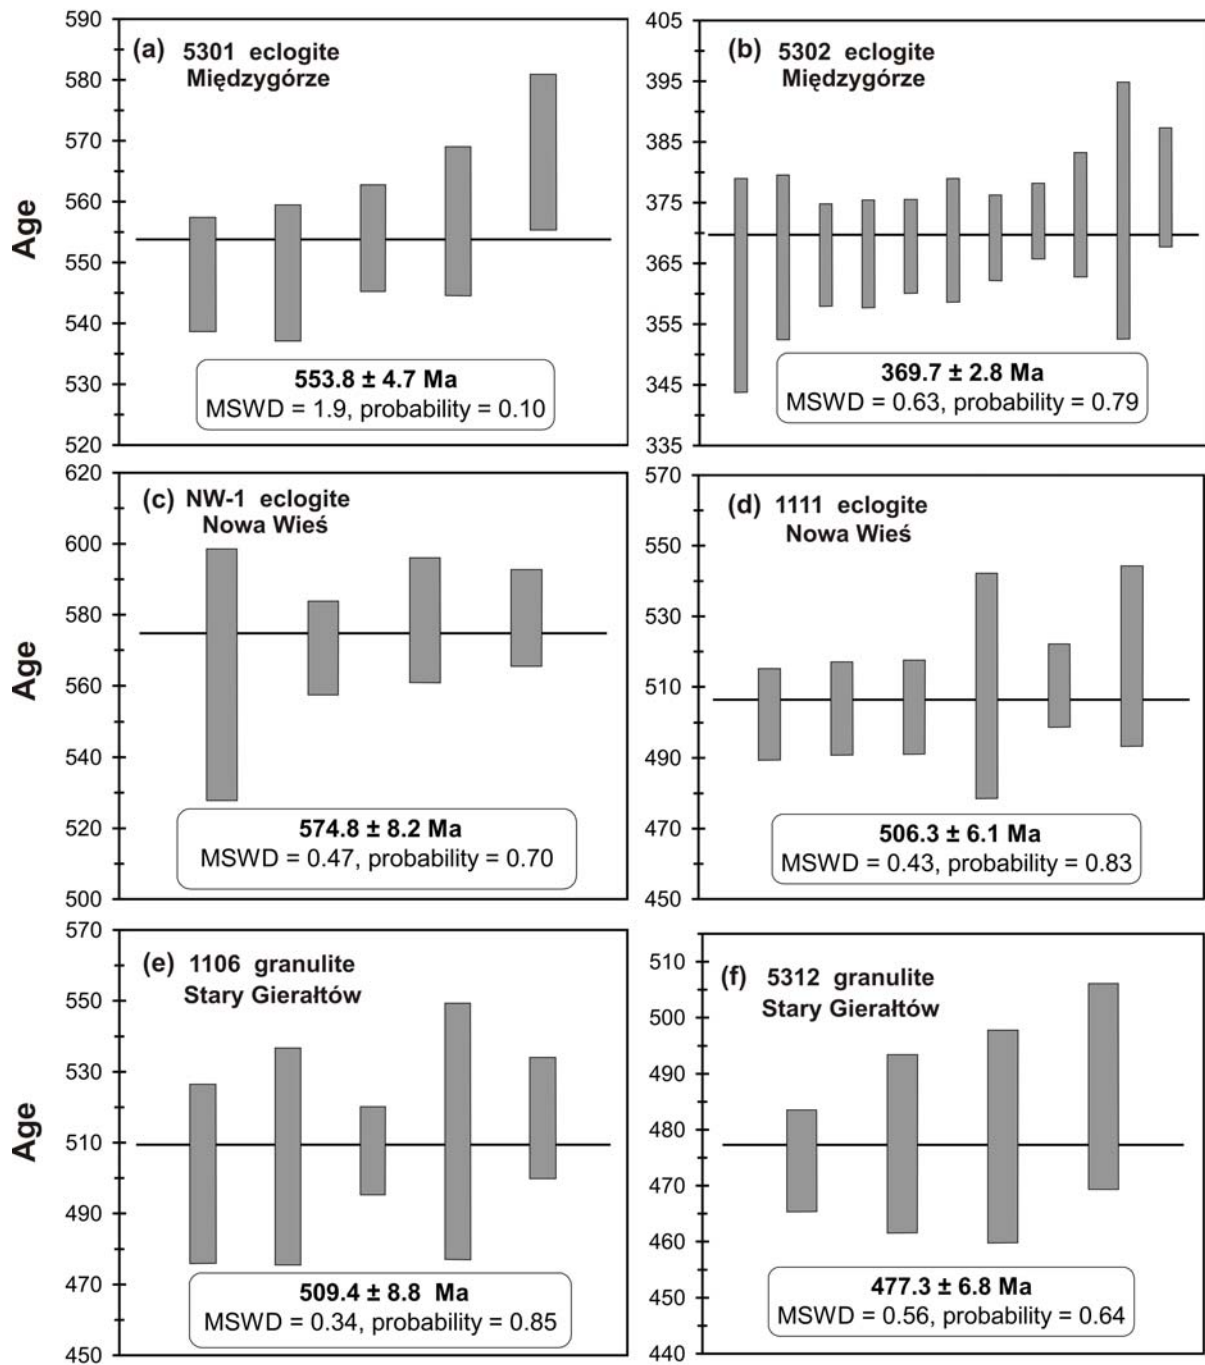 (a) 5301 eclogite
Międzygórze
Age
590
580
570
560
550
540
530
520
553.8 ± 4.7 Ma
MSWD = 1.9, probability = 0.10
(b) 5302 eclogite
Międzygórze
405
395
385
375
365
355
345
335
369.7 ± 2.8 Ma
MSWD = 0.63, probability = 0.79
(c) NW-1 eclogite
Nowa Wieś
Age
620
600
580
560
540
520
500
574.8 ± 8.2 Ma
MSWD = 0.47, probability = 0.70
(d) 1111 eclogite
Nowa Wieś
570
550
530
510
490
470
450
506.3 ± 6.1 Ma
MSWD = 0.43, probability = 0.83
(e) 1106 granulite
Stary Gierałtów
Age
570
550
530
510
490
470
450
509.4 ± 8.8 Ma
MSWD = 0.34, probability = 0.85
(f) 5312 granulite
Stary Gierałtów
510
500
490
480
470
460
450
440
477.3 ± 6.8 Ma
MSWD = 0.56, probability = 0.64